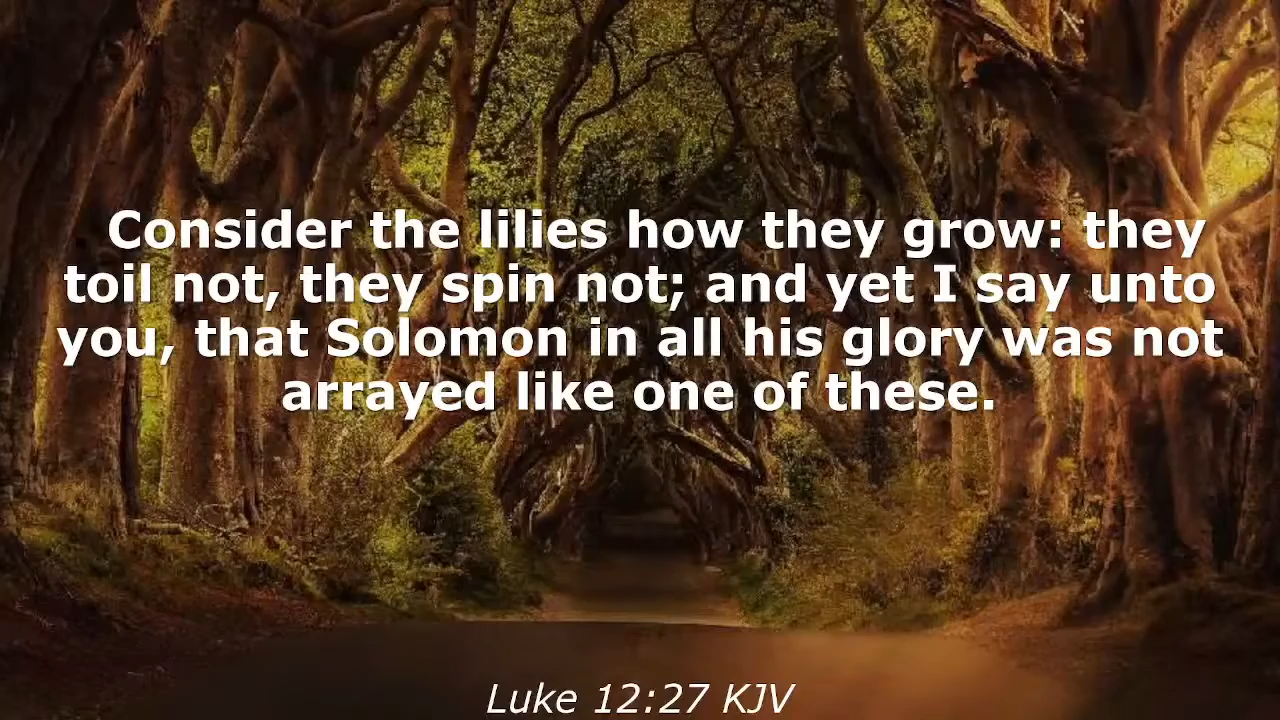 Consider the lilies how they grow: they
toil not, they spin not; and yet I say unto
you, that Solomon in all his glory was not
arrayed like one of these.
Luke 12:27 KJV